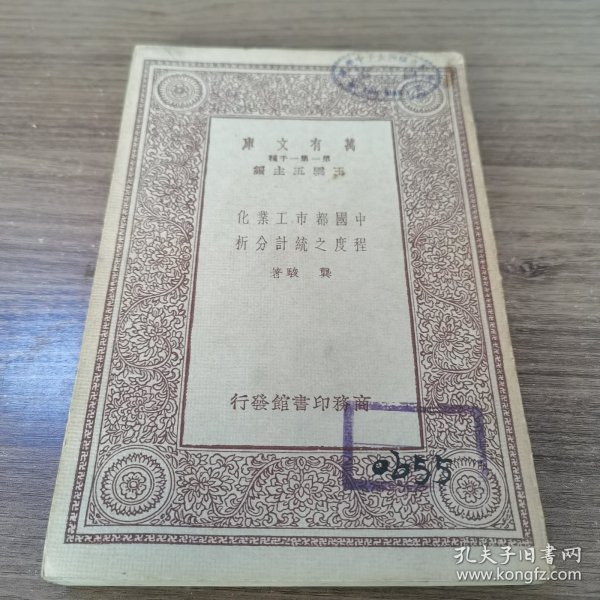 萬有文庫
第一集一千種
王雲五主編
中國都市工業化
程度之統計分析
龔駿著
商務印書館發行
0655
孔夫子旧书网
www.kongfz.com